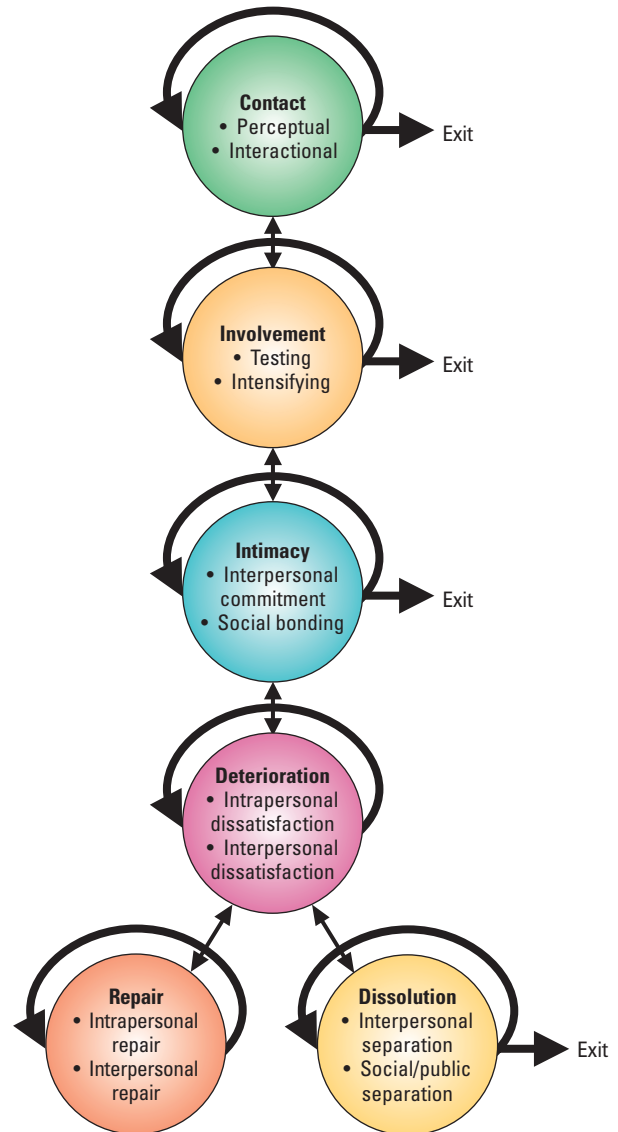 Contact
• Perceptual
• Interactional
Exit
Involvement
• Testing
• Intensifying
Exit
Intimacy
• Interpersonal
commitment
• Social bonding
Exit
Deterioration
• Intrapersonal
dissatisfaction
• Interpersonal
dissatisfaction
Repair
• Intrapersonal
repair
• Interpersonal
repair
Dissolution
• Interpersonal
separation
• Social/public
separation
Exit